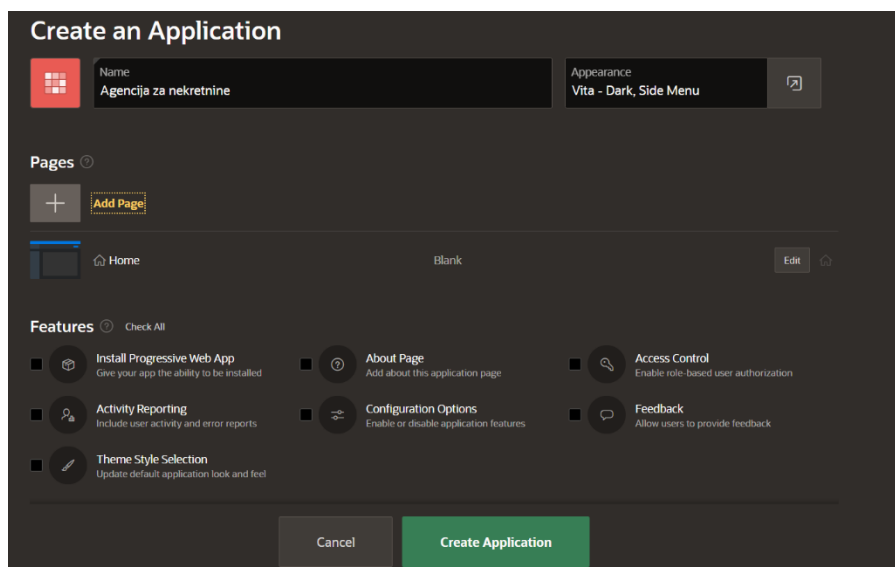 Create an Application
Name
Agencija za nekretnine
Appearance
Vita - Dark, Side Menu
Pages
Add Page
Home
Blank
Edit
Features
Check All
Install Progressive Web App
Give your app the ability to be installed
About Page
Add about this application page
Access Control
Enable role-based user authorization
Activity Reporting
Include user activity and error reports
Configuration Options
Enable or disable application features
Feedback
Allow users to provide feedback
Theme Style Selection
Update default application look and feel
Cancel
Create Application